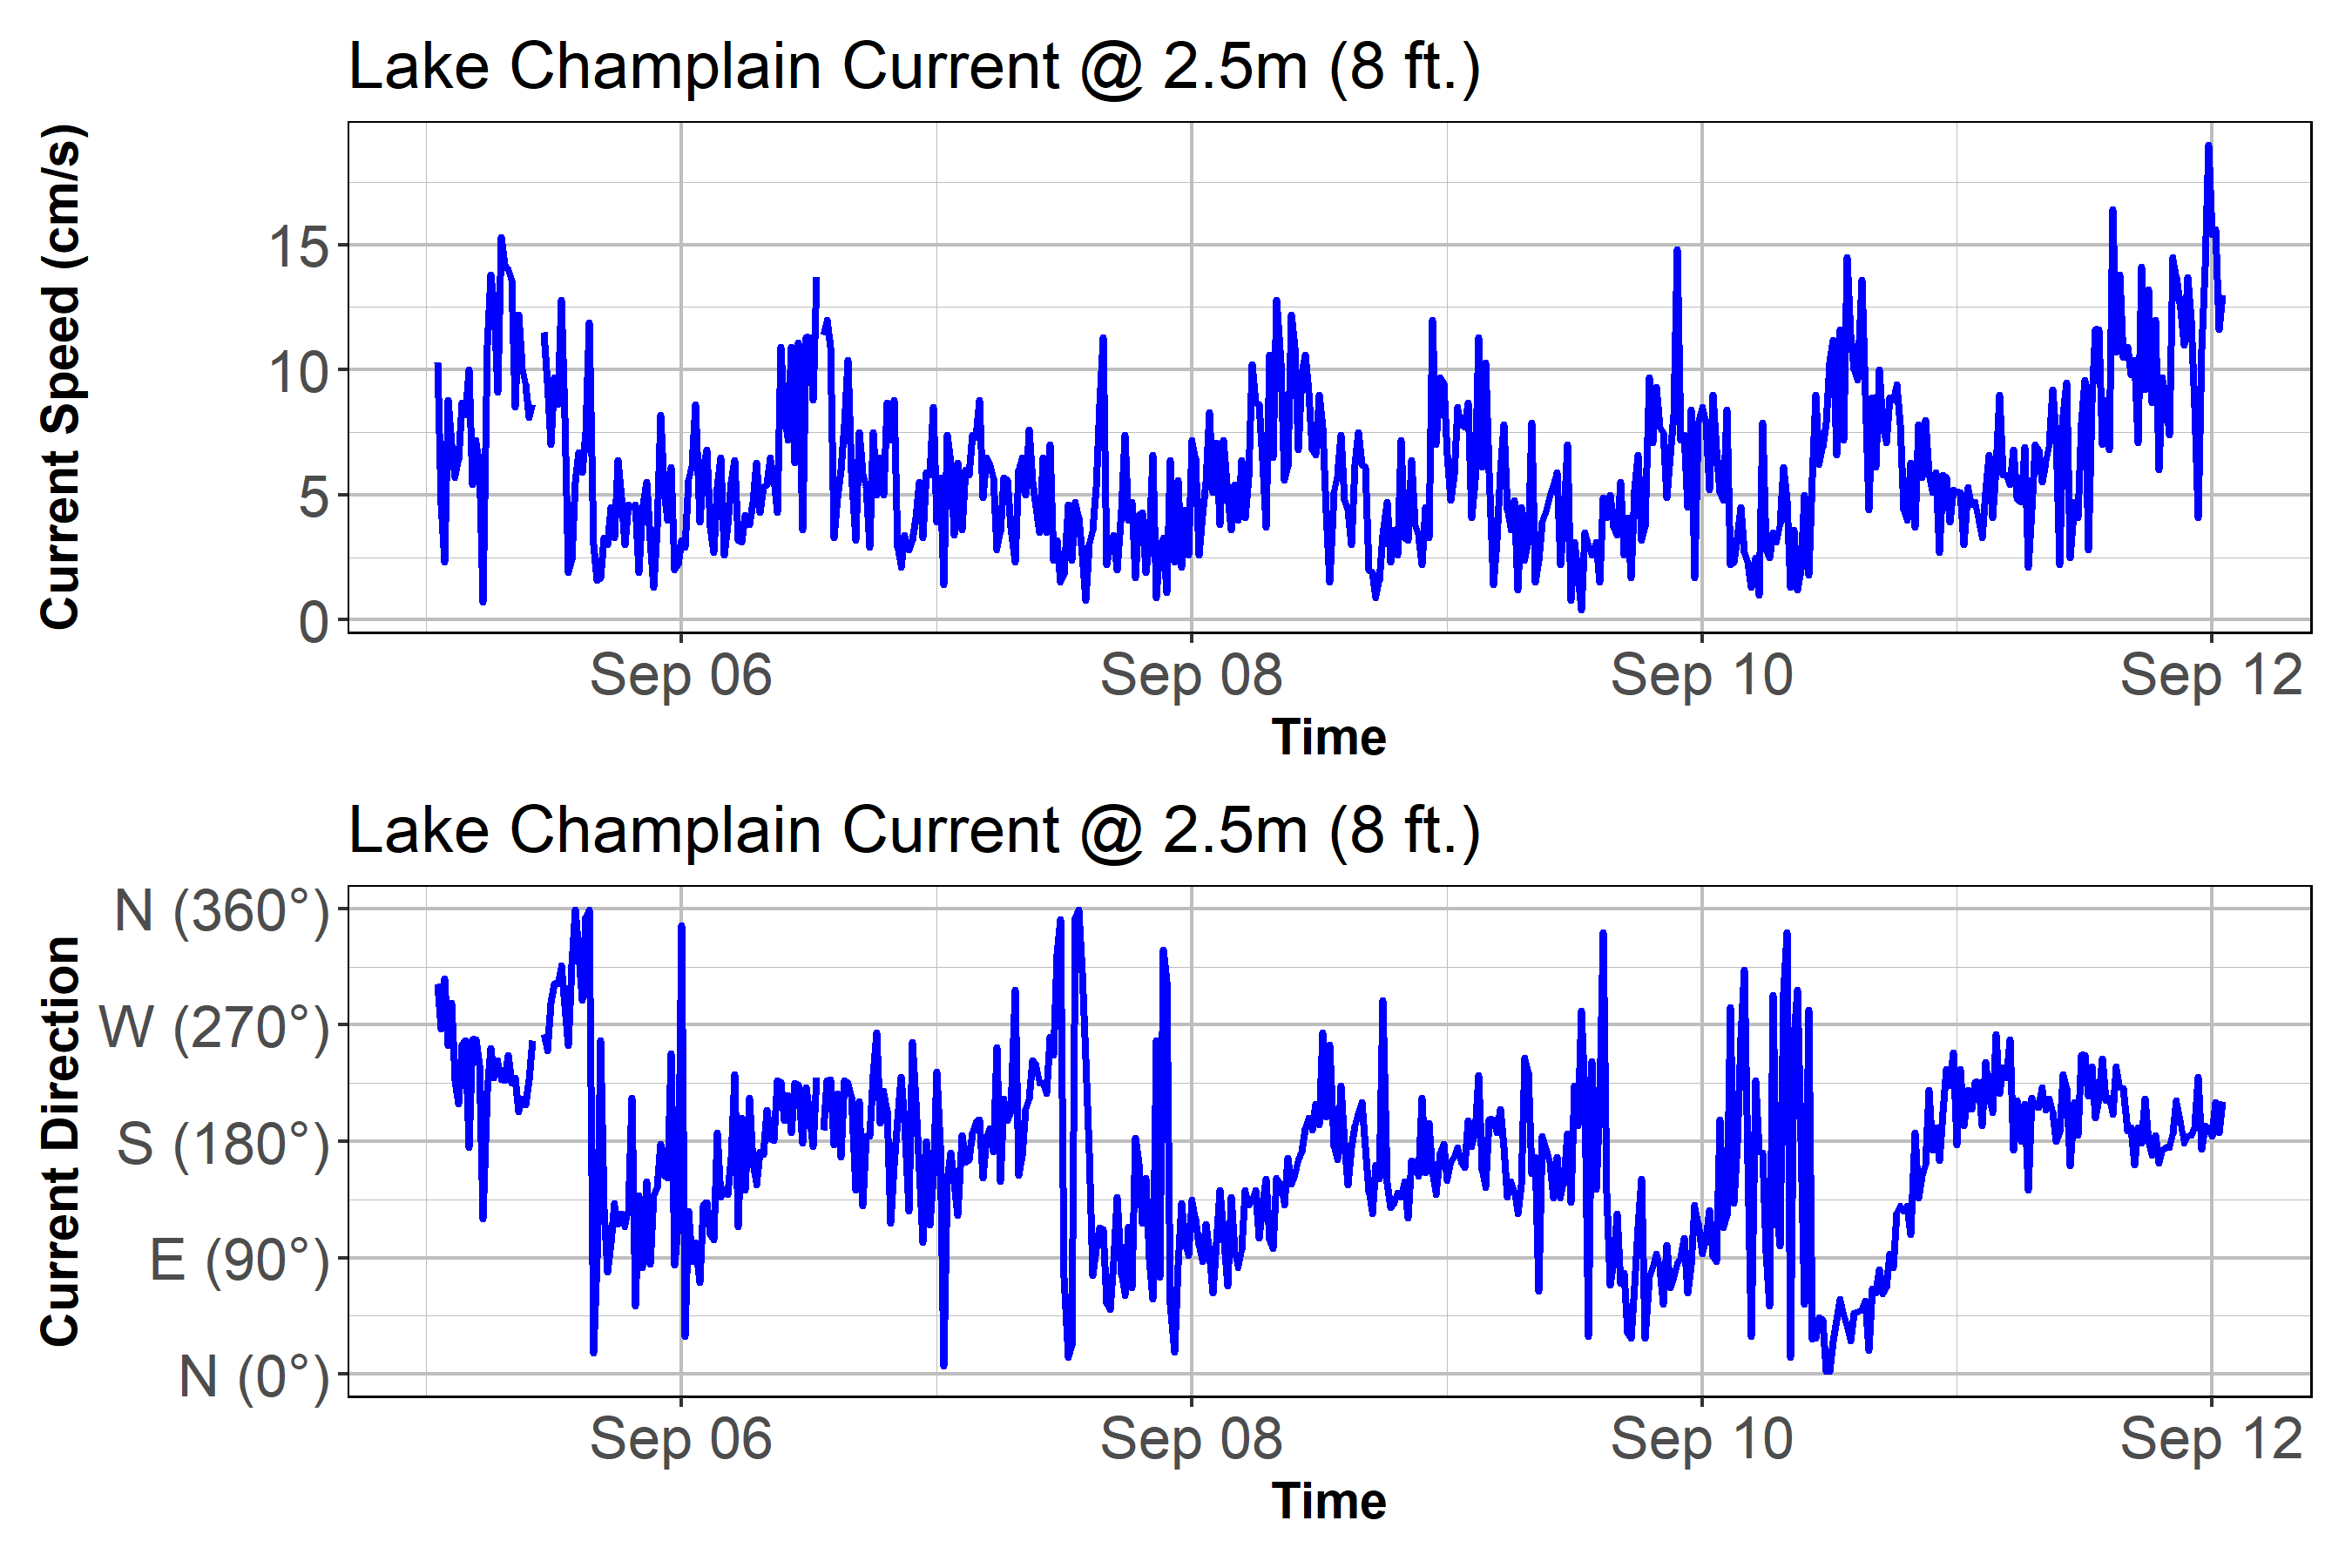 Lake Champlain Current @ 2.5m (8 ft.)
Current Speed (cm/s)
15
10
5
0
Sep 06 Sep 08 Sep 10 Sep 12
Time
Lake Champlain Current @ 2.5m (8 ft.)
Current Direction
N (360°)
W (270°)
S (180°)
E (90°)
N (0°)
Sep 06 Sep 08 Sep 10 Sep 12
Time